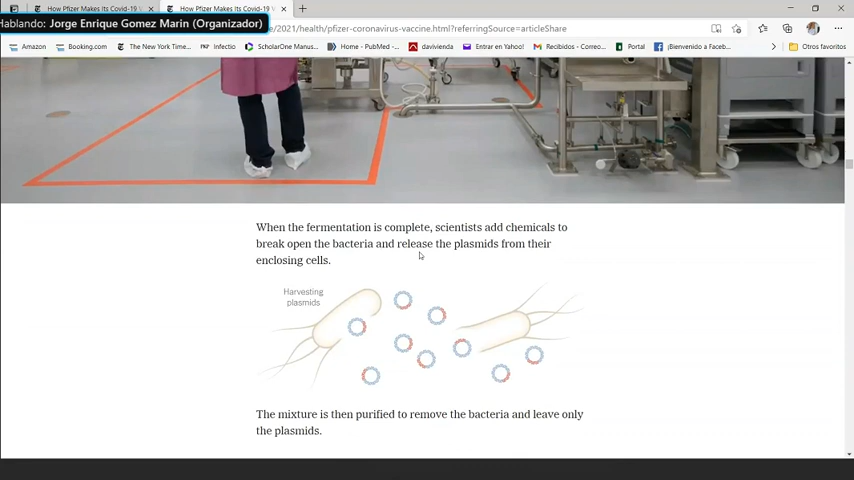 How Pfizer Makes Its Covid-19 V
How Pfizer Makes Its Covid-19 V
Hablando: Jorge Enrique Gomez Marin (Organizador)
e/2021/health/pfizer-coronavirus-vaccine.html?referringSource=articleShare
Amazon
Booking.com
The New York Time...
Infectio
ScholarOne Manus...
Home - PubMed -...
davivienda
Entrar en Yahoo!
Recibidos - Correo...
Portal
¡Bienvenido a Faceb...
Otros favoritos
When the fermentation is complete, scientists add chemicals to
break open the bacteria and release the plasmids from their
enclosing cells.
Harvesting
plasmids
The mixture is then purified to remove the bacteria and leave only
the plasmids.